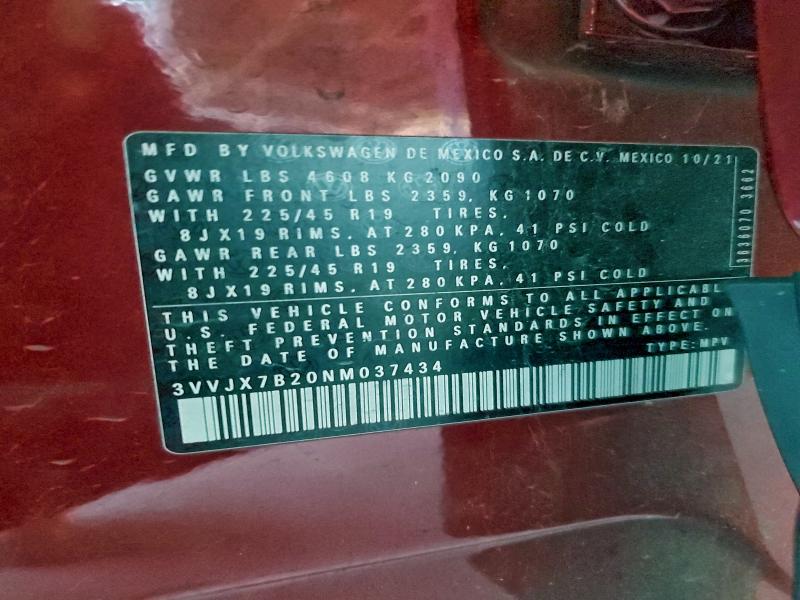 MFD BY VOLKSWAGEN DE MEXICO S.A. DE C.V. MEXICO 10/21
GVWR LBS 4608 KG 2090
GAWR FRONT LBS 2359, KG 1070
WITH 225/45 R19 TIRES,
8JX19 RIMS, AT 280 KPA, 41 PSI COLD
GAWR REAR LBS 2359, KG 1070
WITH 225/45 R19 TIRES,
8JX19 RIMS, AT 280 KPA, 41 PSI COLD
THIS VEHICLE CONFORMS TO ALL APPLICABL
U.S. FEDERAL MOTOR VEHICLE SAFETY AND
THEFT PREVENTION STANDARDS IN EFFECT ON
THE DATE OF MANUFACTURE SHOWN ABOVE.
TYPE: MPV
3VVJX7B20NM037434
3636070 3662